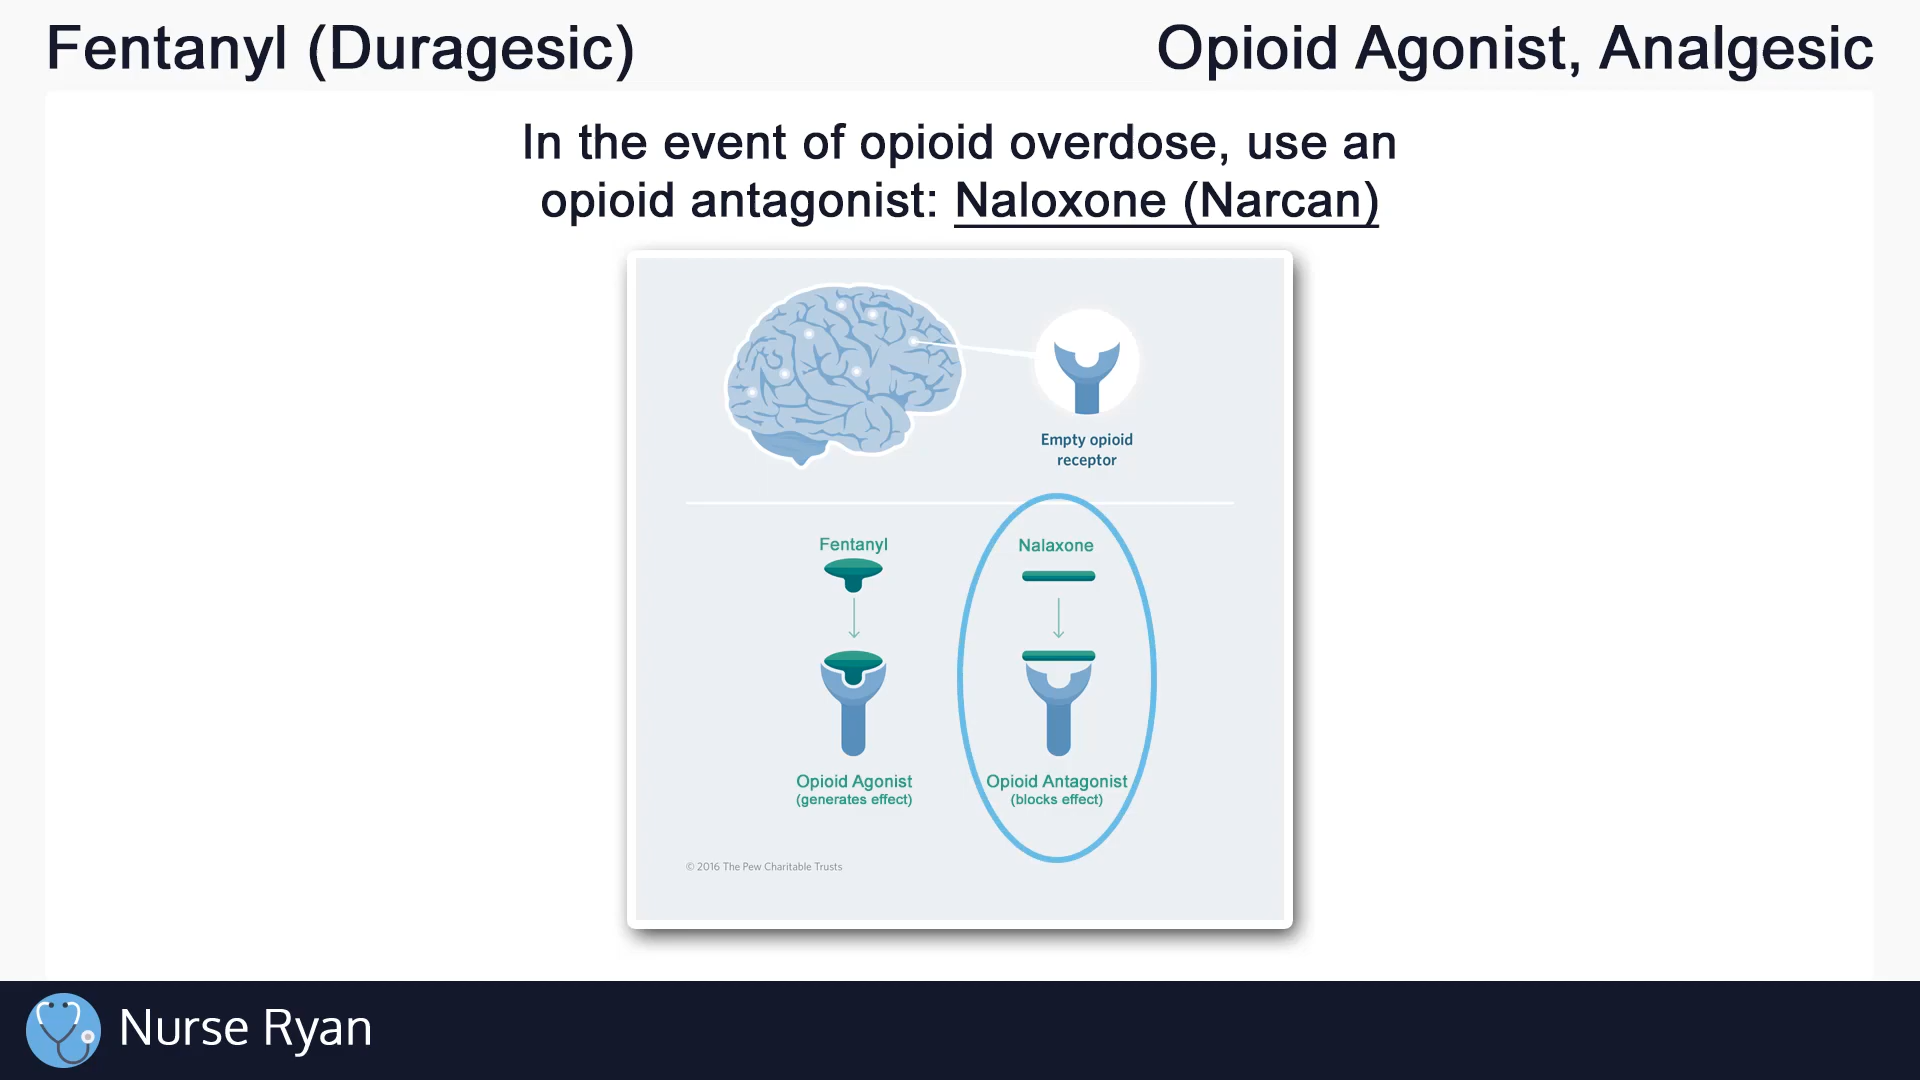 Fentanyl (Duragesic)
Opioid Agonist, Analgesic
In the event of opioid overdose, use an
opioid antagonist: Naloxone (Narcan)
Empty opioid
receptor
Fentanyl
Nalaxone
Opioid Agonist
(generates effect)
Opioid Antagonist
(blocks effect)
© 2016 The Pew Charitable Trusts
Nurse Ryan